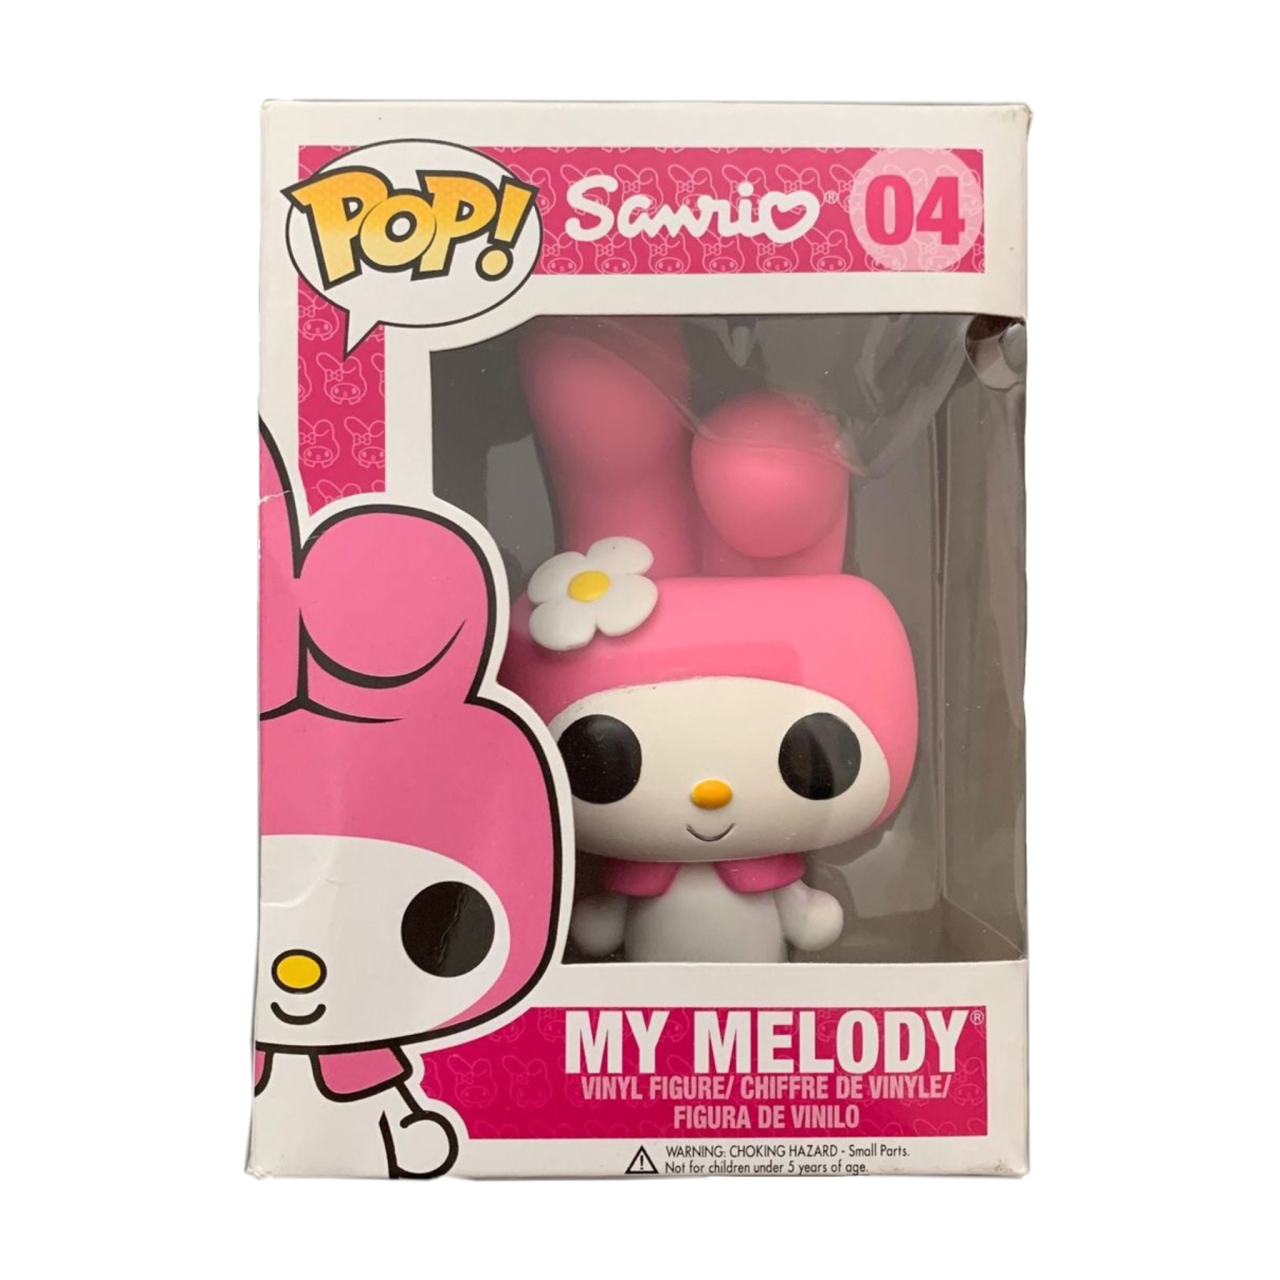 POP!
Sanrio®
04
MY MELODY®
VINYL FIGURE/ CHIFFRE DE VINYLE/
FIGURA DE VINILO
WARNING: CHOKING HAZARD - Small Parts.
Not for children under 5 years of age.